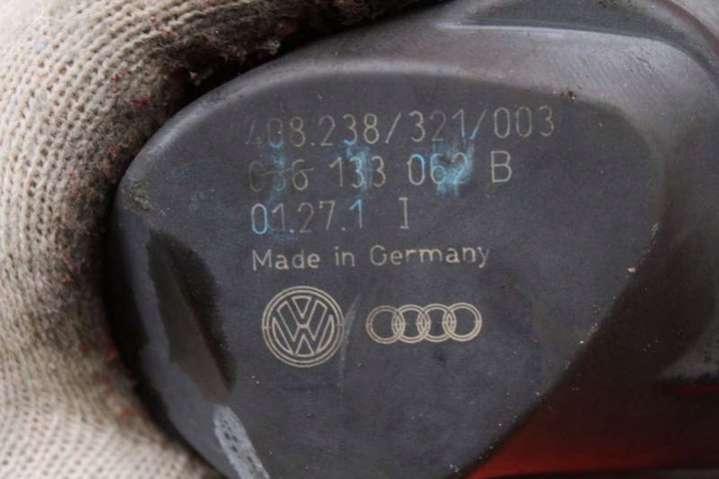 408.238/321/003
036 133 062 B
01.27.1 I
Made in Germany